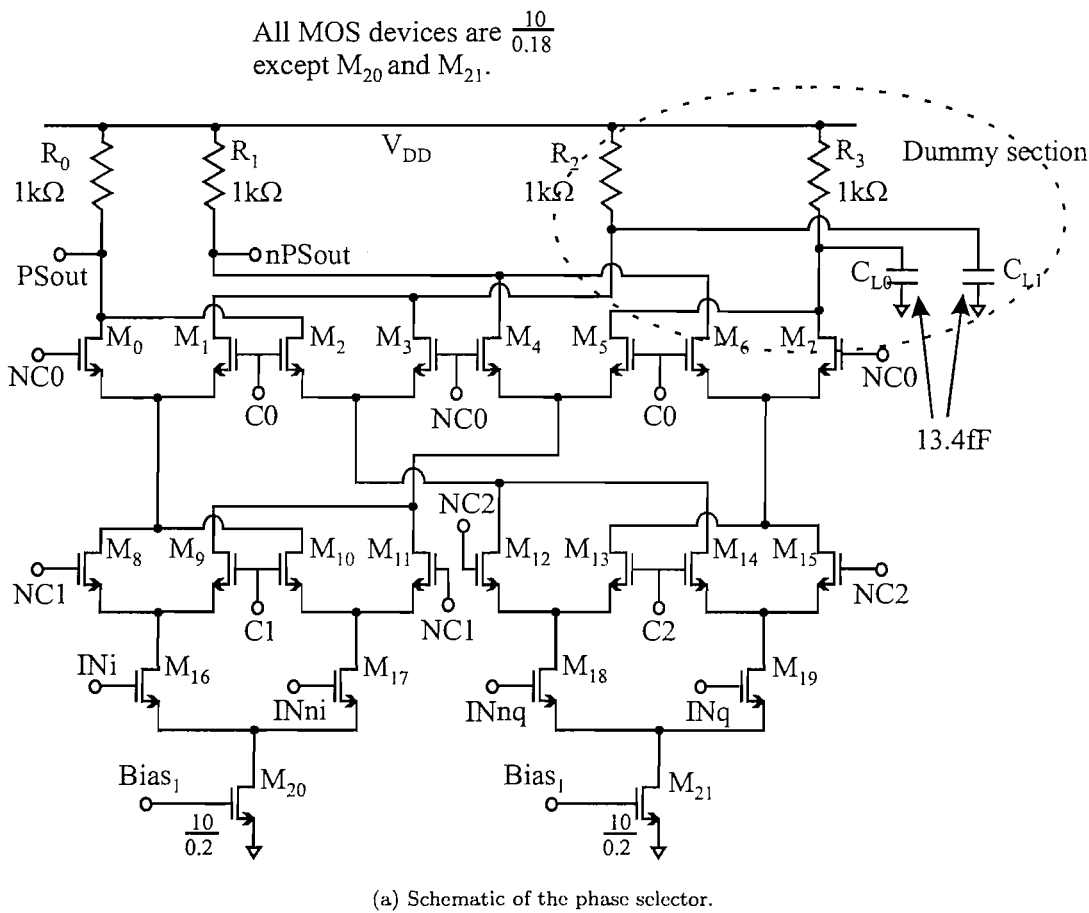 All MOS devices are 10/0.18
except M20 and M21.
VDD
R0
1kΩ
R1
1kΩ
R2
1kΩ
R3
1kΩ
Dummy section
PSout
nPSout
CL0
CL1
13.4fF
M0
M1
M2
M3
M4
M5
M6
M7
NC0
C0
NC0
C0
NC0
NC2
M8
M9
M10
M11
M12
M13
M14
M15
NC1
C1
NC1
C2
NC2
INi
M16
INni
M17
INnq
M18
INq
M19
Bias1
M20
10/0.2
Bias1
M21
10/0.2
(a) Schematic of the phase selector.